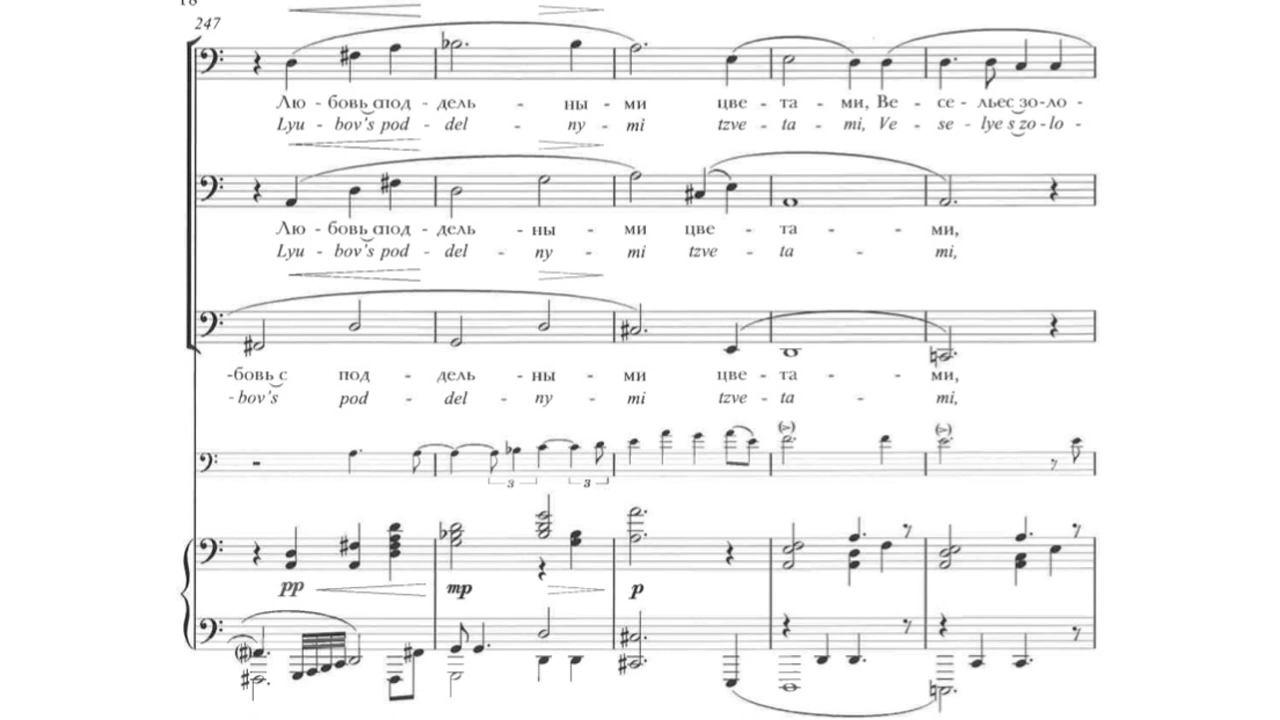 18
247
Лю - бовь сͺпод - дель - ны - ми цве - та - ми, Ве - се - лье с зо - ло -
Lyu - bov's pod - del - ny - mi tzve - ta - mi, Ve - se - lye s zo - lo -
Лю - бовь спод - дель - ны - ми цве - та - ми,
Lyu - bov's pod - del - ny - mi tzve - ta - mi,
-бовь с под - дель - ны - ми цве - та - ми,
- bov's pod - del - ny - mi tzve - ta - mi,
3 3
pp mp p